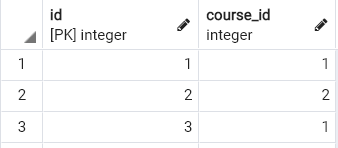 id course_id
[PK] integer integer
1 1 1
2 2 2
3 3 1